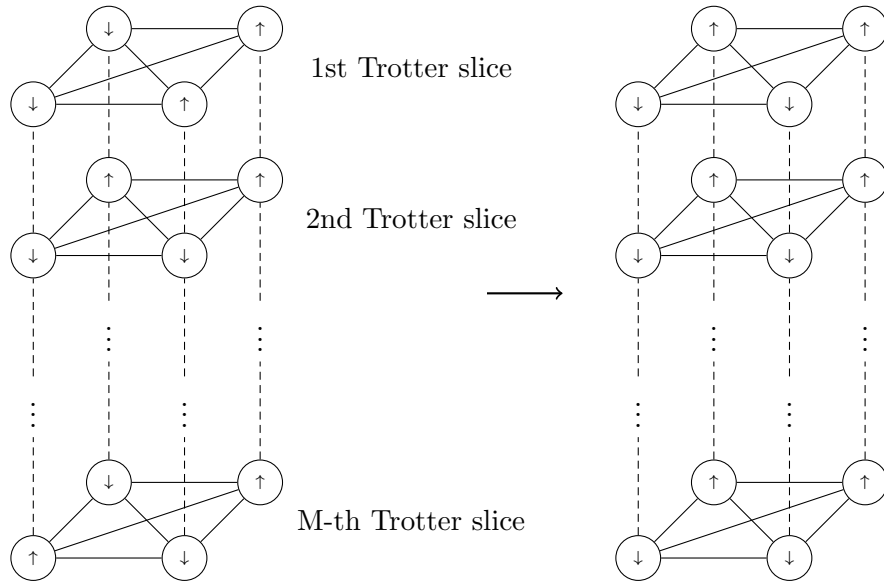 ↓ ↑ ↑ ↑
1st Trotter slice
↓ ↑ ↓ ↓
↑ ↑ ↑ ↑
2nd Trotter slice
↓ ↓ ↓ ↓
⋮ ⋮ ⋮ ⋮
⋮ ⋮ ⋮ ⋮
↓ ↑ ↑ ↑
M-th Trotter slice
↑ ↓ ↓ ↓